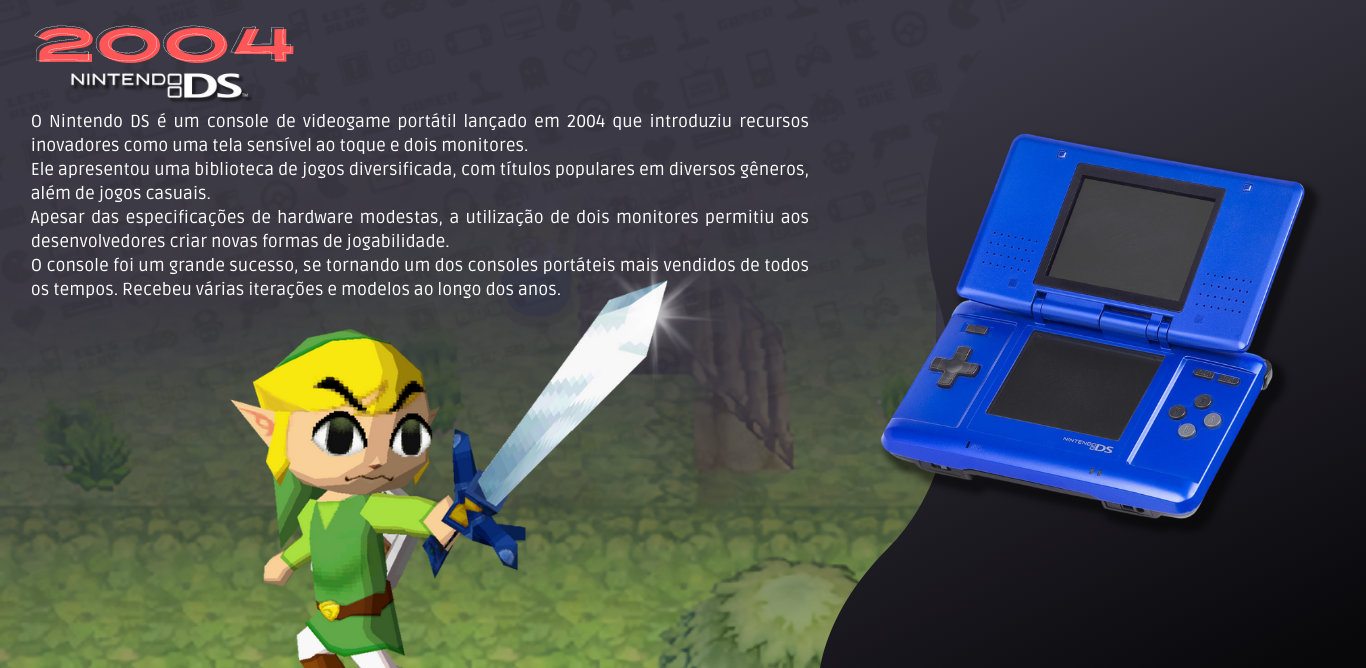 2004
NINTENDO DS™
O Nintendo DS é um console de videogame portátil lançado em 2004 que introduziu recursos
inovadores como uma tela sensível ao toque e dois monitores.
Ele apresentou uma biblioteca de jogos diversificada, com títulos populares em diversos gêneros,
além de jogos casuais.
Apesar das especificações de hardware modestas, a utilização de dois monitores permitiu aos
desenvolvedores criar novas formas de jogabilidade.
O console foi um grande sucesso, se tornando um dos consoles portáteis mais vendidos de todos
os tempos. Recebeu várias iterações e modelos ao longo dos anos.
NINTENDO DS